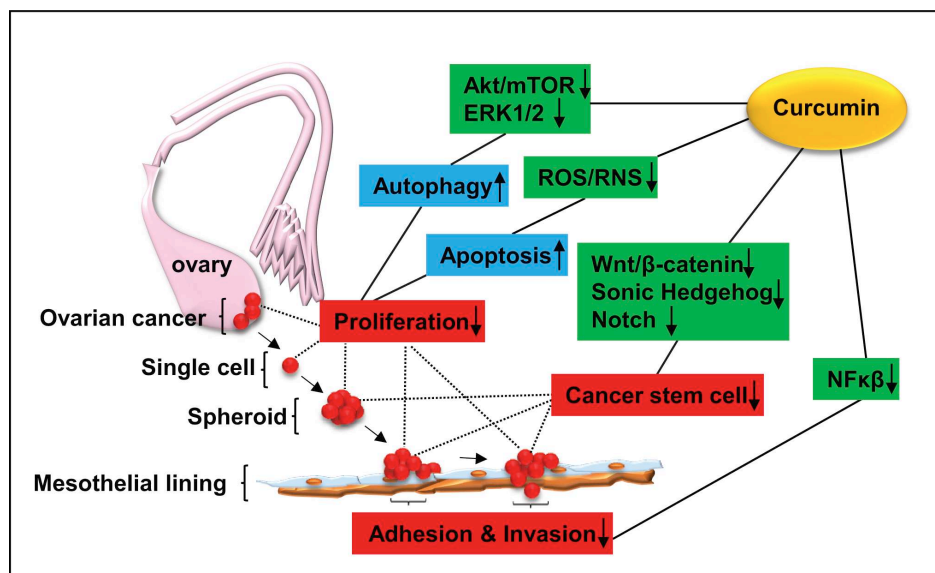 Akt/mTOR↓
ERK1/2 ↓
Curcumin
Autophagy↑
ROS/RNS↓
ovary
Apoptosis↑
Wnt/β-catenin↓
Sonic Hedgehog↓
Notch ↓
Ovarian cancer
Proliferation↓
Single cell
NFκβ↓
Cancer stem cell↓
Spheroid
Mesothelial lining
Adhesion & Invasion↓